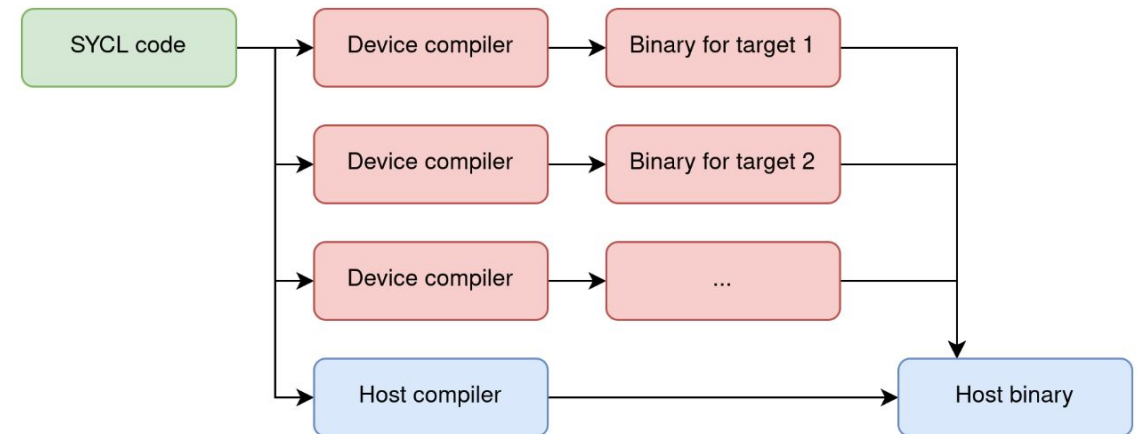 SYCL code
Device compiler
Binary for target 1
Device compiler
Binary for target 2
Device compiler
...
Host compiler
Host binary